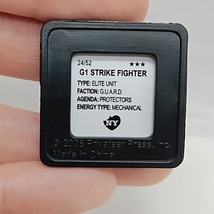 24/52 ★★★
G1 STRIKE FIGHTER
TYPE: ELITE UNIT
FACTION: G.U.A.R.D.
AGENDA: PROTECTORS
ENERGY TYPE: MECHANICAL
NY
© 2005 Privateer Press, Inc.
Made in China